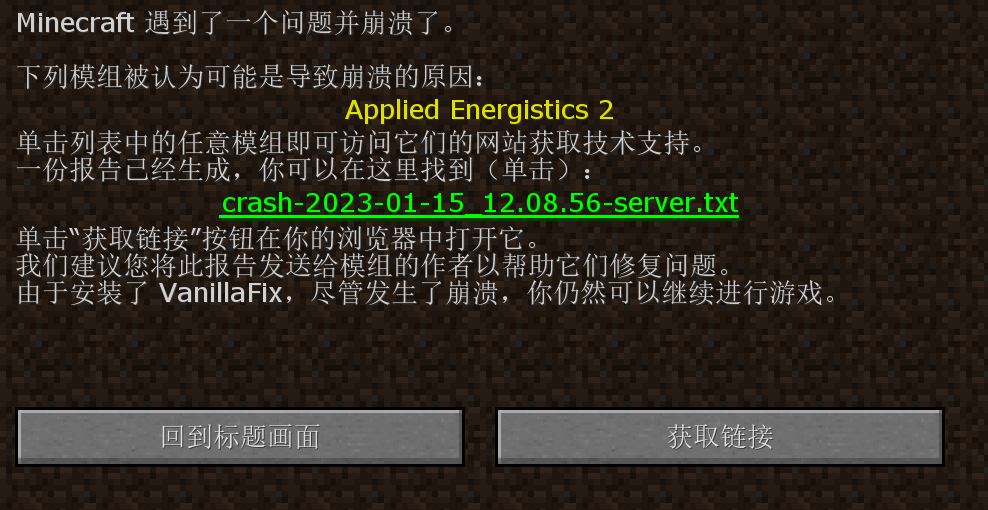 Minecraft 遇到了一个问题并崩溃了。
下列模组被认为可能是导致崩溃的原因：
Applied Energistics 2
单击列表中的任意模组即可访问它们的网站获取技术支持。
一份报告己经生成，你可以在这里找到（单击）：
crash-2023-01-15_12.08.56-server.txt
单击“获取链接”按钮在你的浏览器中打开它。
我们建议您将此报告发送给模组的作者以帮助它们修复问题。
由于安装了 VanillaFix，尽管发生了崩溃，你仍然可以继续进行游戏。
回到标题画面
获取链接